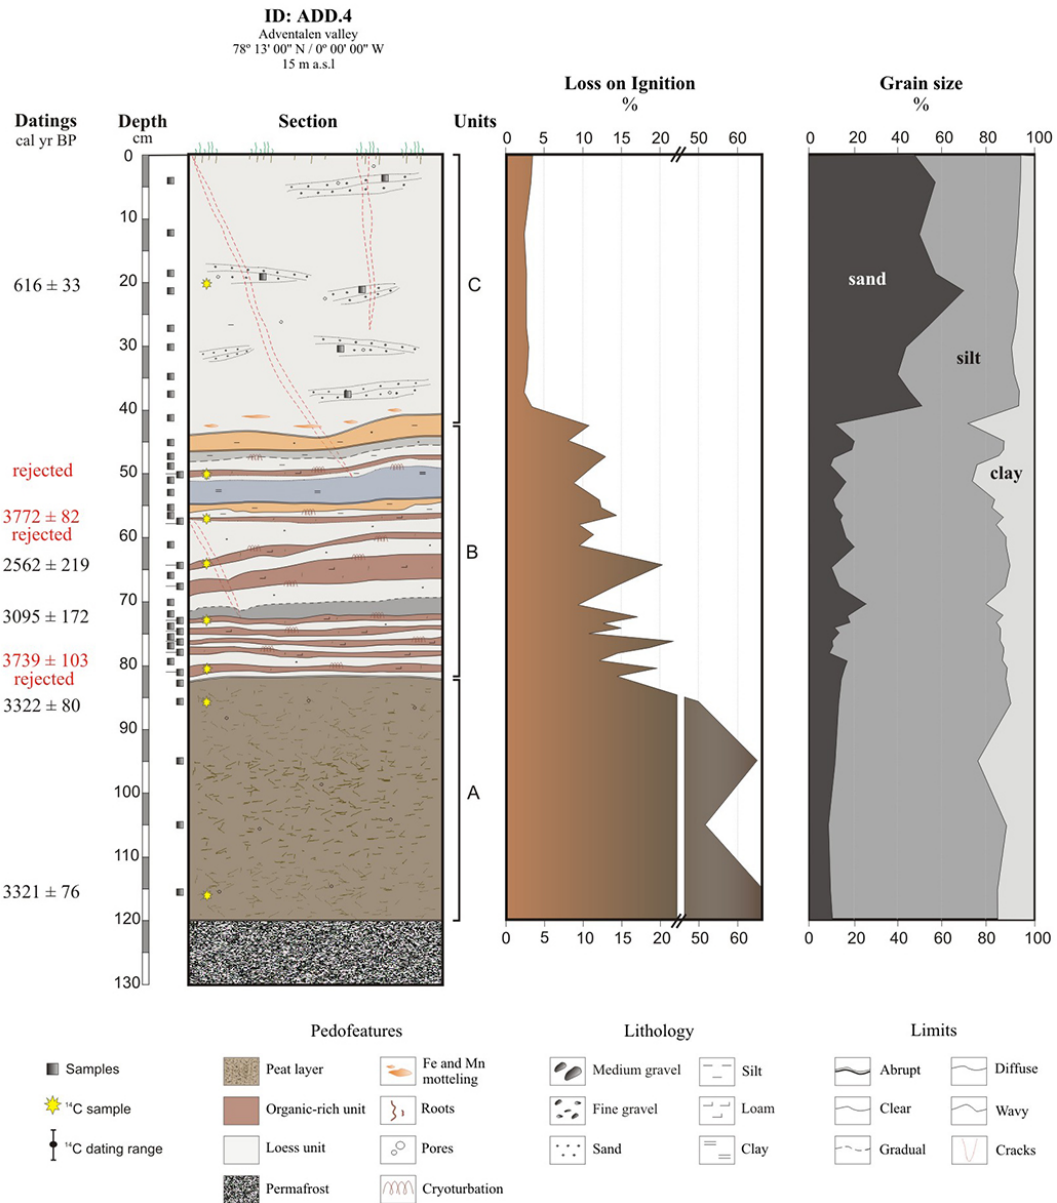 ID: ADD.4
Adventalen valley
78º 13' 00" N / 0º 00' 00" W
15 m a.s.l
Datings
cal yr BP
Depth
cm
Section
Units
Loss on Ignition
%
Grain size
%
0 5 10 15 20 50 60
0 20 40 60 80 100
0
10
20
30
40
50
60
70
80
90
100
110
120
130
616 ± 33
rejected
3772 ± 82
rejected
2562 ± 219
3095 ± 172
3739 ± 103
rejected
3322 ± 80
3321 ± 76
C
B
A
sand
silt
clay
0 5 10 15 20 50 60
0 20 40 60 80 100
Samples
14C sample
14C dating range
Pedofeatures
Peat layer
Organic-rich unit
Loess unit
Permafrost
Fe and Mn
motteling
Roots
Pores
Cryoturbation
Lithology
Medium gravel
Fine gravel
Sand
Silt
Loam
Clay
Limits
Abrupt
Clear
Gradual
Diffuse
Wavy
Cracks